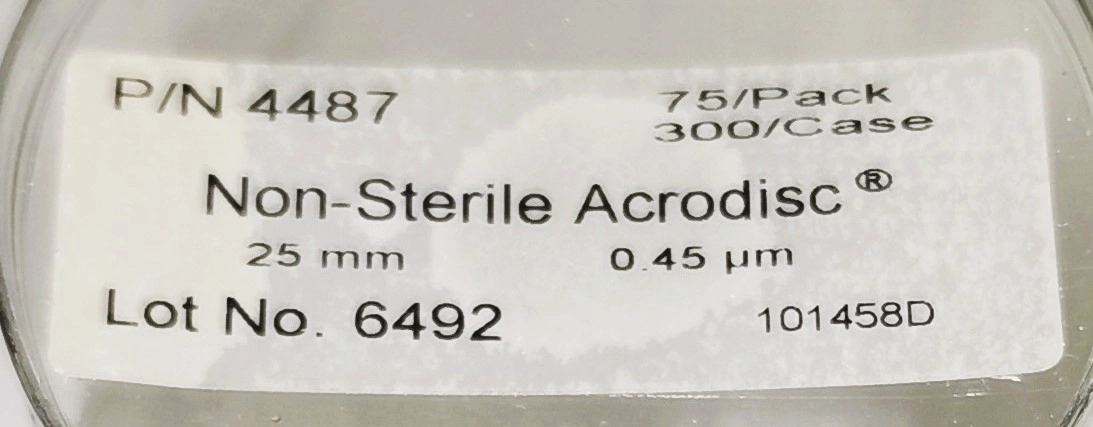 P/N 4487
75/Pack
300/Case
Non-Sterile Acrodisc®
25 mm 0.45 µm
Lot No. 6492 101458D